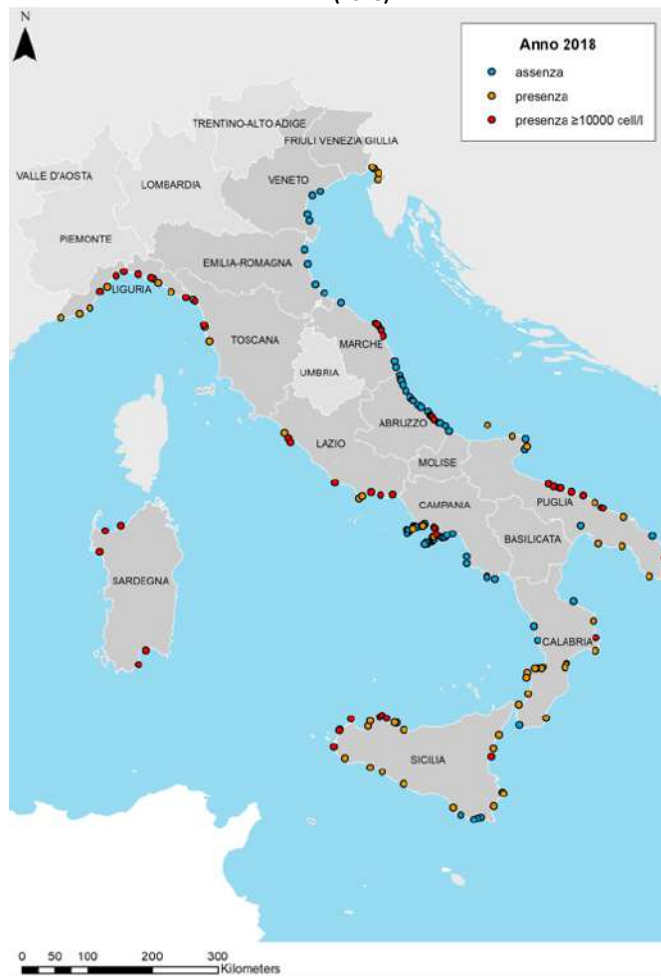 N
Anno 2018
assenza
presenza
presenza ≥10000 cell/l
TRENTINO-ALTO ADIGE
FRIULI VENEZIA GIULIA
VALLE D'AOSTA
LOMBARDIA
VENETO
PIEMONTE
EMILIA-ROMAGNA
LIGURIA
TOSCANA
MARCHE
UMBRIA
ABRUZZO
LAZIO
MOLISE
CAMPANIA
PUGLIA
BASILICATA
SARDEGNA
CALABRIA
SICILIA
0 25 50 100 200 300
Kilometers